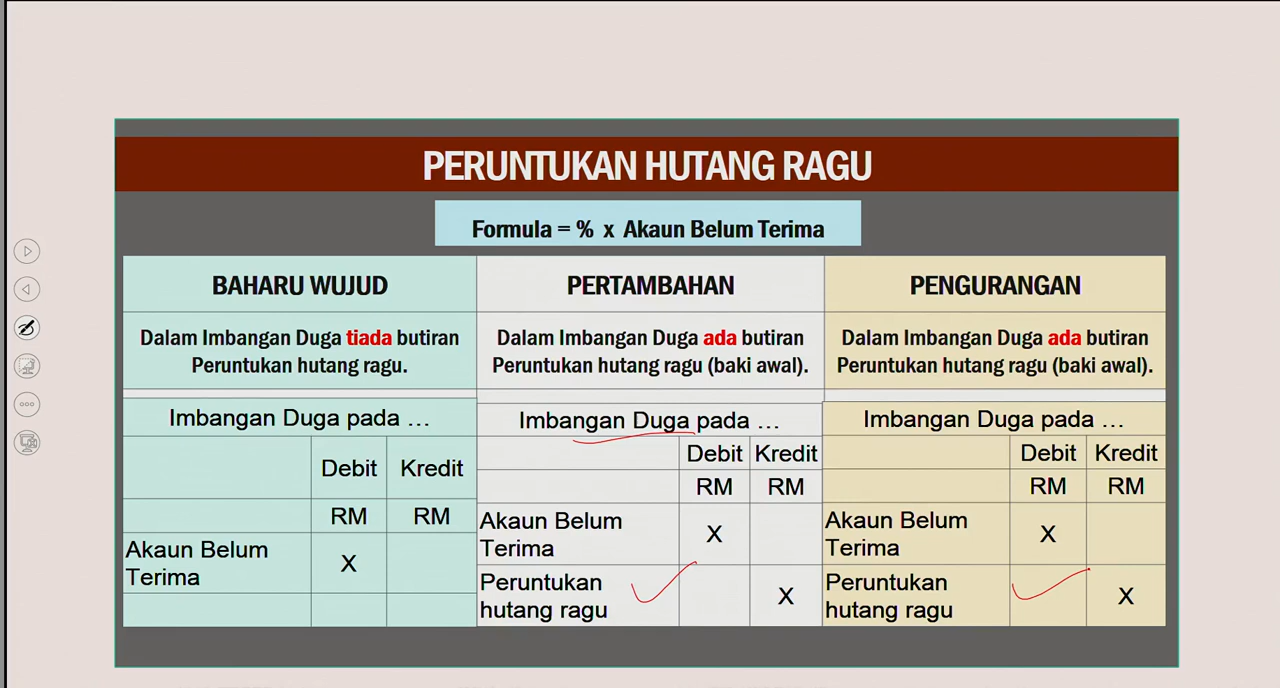 PERUNTUKAN HUTANG RAGU
Formula = % x Akaun Belum Terima
BAHARU WUJUD
Dalam Imbangan Duga tiada butiran
Peruntukan hutang ragu.
Imbangan Duga pada ...
Debit Kredit
RM RM
Akaun Belum
Terima X
PERTAMBAHAN
Dalam Imbangan Duga ada butiran
Peruntukan hutang ragu (baki awal).
Imbangan Duga pada ...
Debit Kredit
RM RM
Akaun Belum
Terima X
Peruntukan
hutang ragu X
PENGURANGAN
Dalam Imbangan Duga ada butiran
Peruntukan hutang ragu (baki awal).
Imbangan Duga pada ...
Debit Kredit
RM RM
Akaun Belum
Terima X
Peruntukan
hutang ragu X